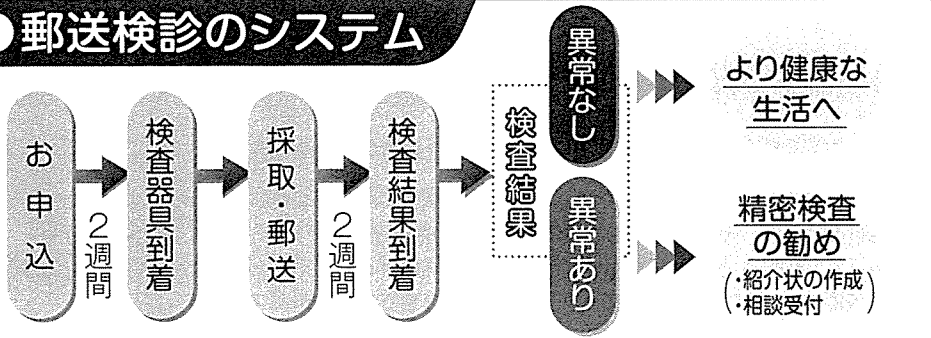 ●郵送検診のシステム
お申込
2週間
検査器具到着
採取・郵送
2週間
検査結果到着
検査結果
異常なし
より健康な
生活へ
異常あり
精密検査
の勧め
(・紹介状の作成
・相談受付)